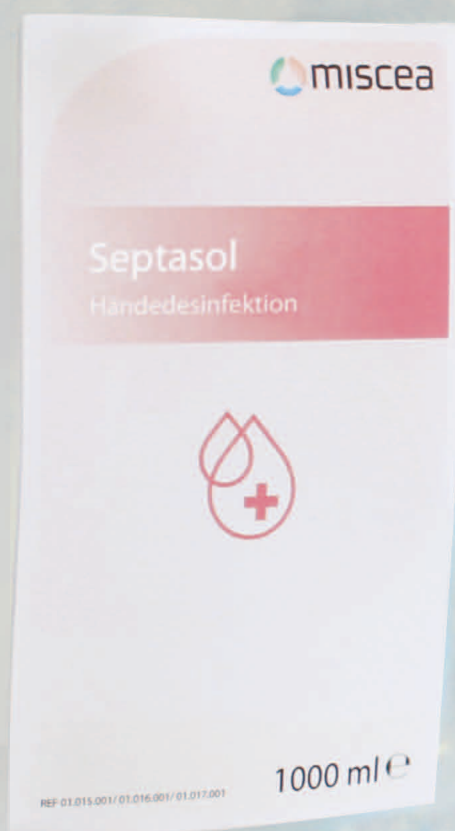 miscea
Septasol
Händedesinfektion
1000 ml ℮
REF 01.015.001/ 01.016.001/ 01.017.001